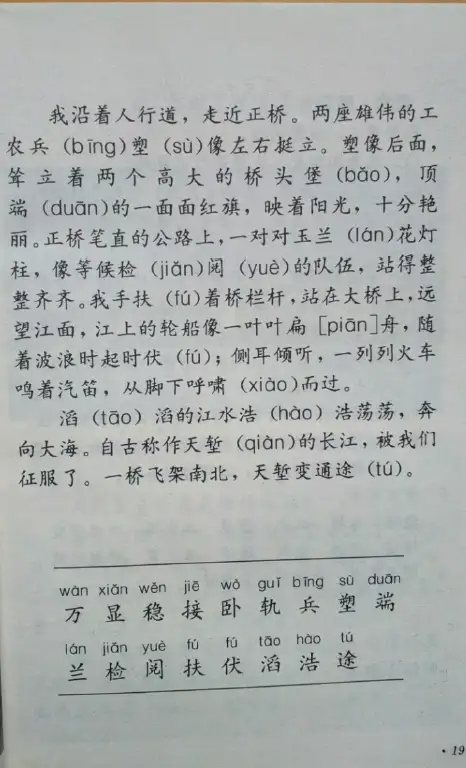 我沿着人行道，走近正桥。两座雄伟的工
农兵（bīng）塑（sù）像左右挺立。塑像后面，
耸立着两个高大的桥头堡（bǎo），顶
端（duān）的一面面红旗，映着阳光，十分艳
丽。正桥笔直的公路上，一对对玉兰（lán）花灯
柱，像等候检（jiǎn）阅（yuè）的队伍，站得整
整齐齐。我手扶（fú）着桥栏杆，站在大桥上，远
望江面，江上的轮船像一叶叶扁［piān］舟，随
着波浪时起时伏（fú）；侧耳倾听，一列列火车
鸣着汽笛，从脚下呼啸（xiào）而过。
滔（tāo）滔的江水浩（hào）浩荡荡，奔
向大海。自古称作天堑（qiàn）的长江，被我们
征服了。一桥飞架南北，天堑变通途（tú）。
wàn xiǎn wěn jiē wò guǐ bīng sù duān
万 显 稳 接 卧 轨 兵 塑 端
lán jiǎn yuè fú fú tāo hào tú
兰 检 阅 扶 伏 滔 浩 途
· 19